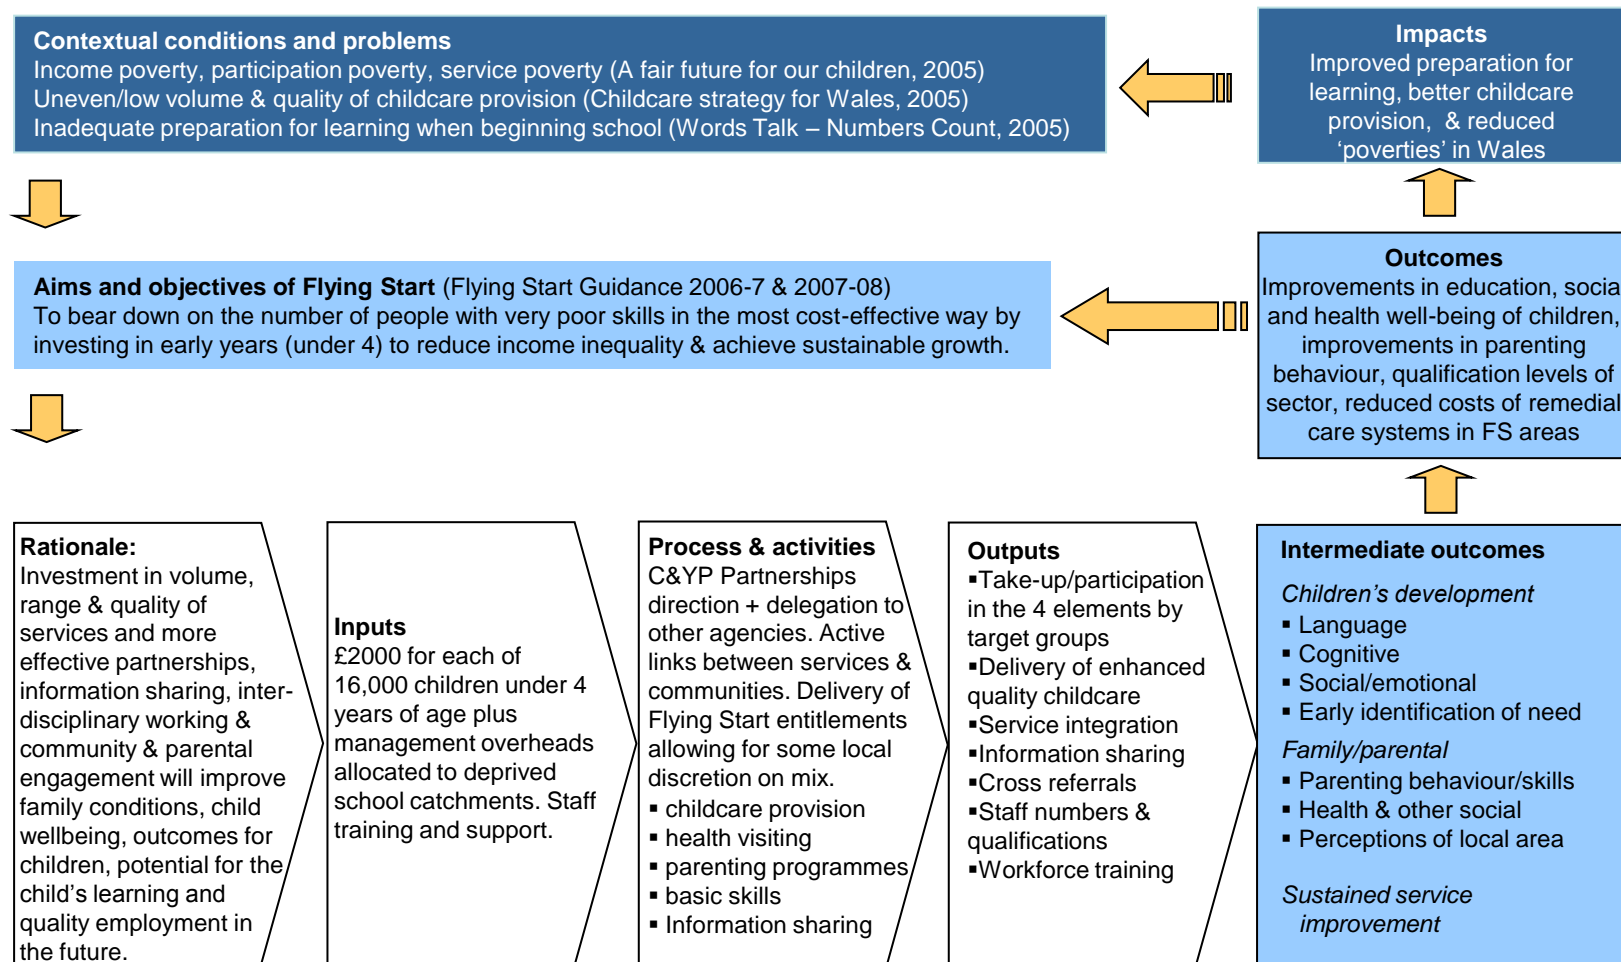 Contextual conditions and problems
Income poverty, participation poverty, service poverty (A fair future for our children, 2005)
Uneven/low volume & quality of childcare provision (Childcare strategy for Wales, 2005)
Inadequate preparation for learning when beginning school (Words Talk – Numbers Count, 2005)
Impacts
Improved preparation for
learning, better childcare
provision, & reduced
‘poverties’ in Wales
Aims and objectives of Flying Start (Flying Start Guidance 2006-7 & 2007-08)
To bear down on the number of people with very poor skills in the most cost-effective way by
investing in early years (under 4) to reduce income inequality & achieve sustainable growth.
Outcomes
Improvements in education, social
and health well-being of children,
improvements in parenting
behaviour, qualification levels of
sector, reduced costs of remedial
care systems in FS areas
Rationale:
Investment in volume,
range & quality of
services and more
effective partnerships,
information sharing, inter-
disciplinary working &
community & parental
engagement will improve
family conditions, child
wellbeing, outcomes for
children, potential for the
child’s learning and
quality employment in
the future.
Inputs
£2000 for each of
16,000 children under 4
years of age plus
management overheads
allocated to deprived
school catchments. Staff
training and support.
Process & activities
C&YP Partnerships
direction + delegation to
other agencies. Active
links between services &
communities. Delivery of
Flying Start entitlements
allowing for some local
discretion on mix.
▪ childcare provision
▪ health visiting
▪ parenting programmes
▪ basic skills
▪ Information sharing
Outputs
▪Take-up/participation
in the 4 elements by
target groups
▪Delivery of enhanced
quality childcare
▪Service integration
▪Information sharing
▪Cross referrals
▪Staff numbers &
qualifications
▪Workforce training
Intermediate outcomes
Children’s development
▪ Language
▪ Cognitive
▪ Social/emotional
▪ Early identification of need
Family/parental
▪ Parenting behaviour/skills
▪ Health & other social
▪ Perceptions of local area
Sustained service
improvement